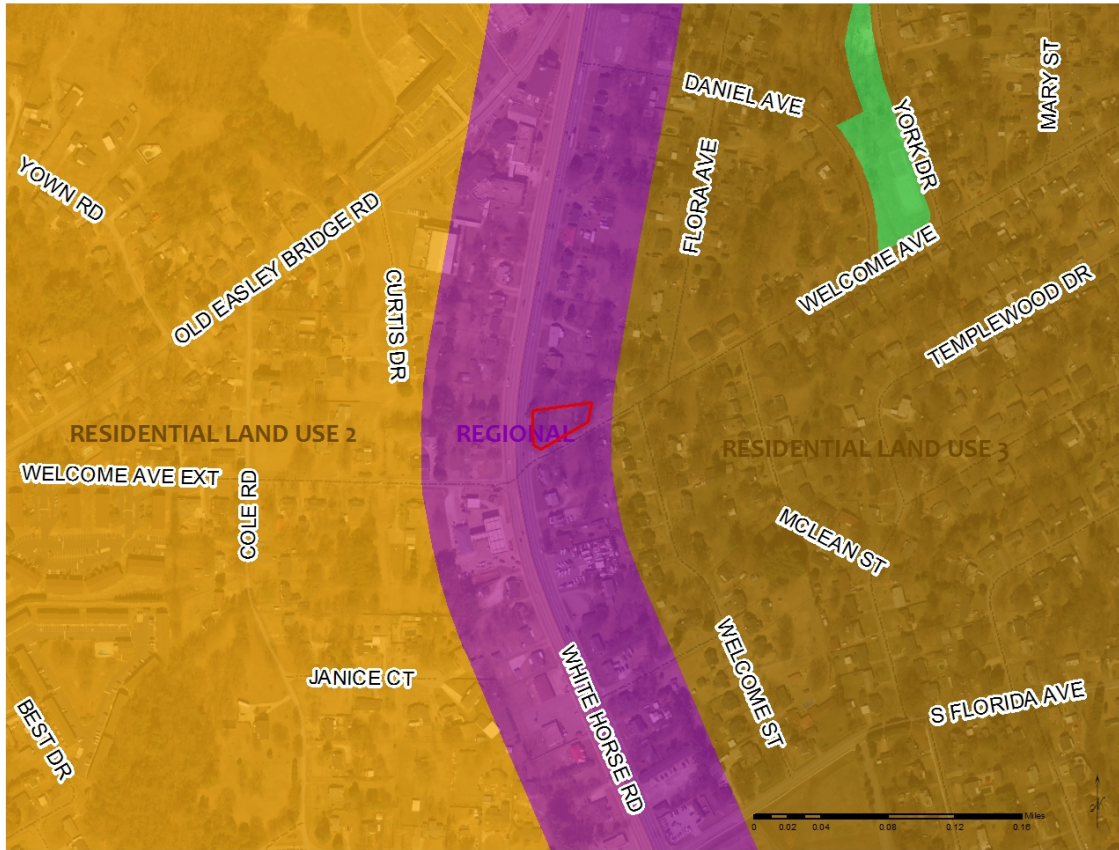 DANIEL AVE
YORK DR
MARY ST
YOWN RD
FLORA AVE
OLD EASLEY BRIDGE RD
WELCOME AVE
CURTIS DR
TEMPLEWOOD DR
RESIDENTIAL LAND USE 2
REGIONAL
RESIDENTIAL LAND USE 3
WELCOME AVE EXT
COLE RD
MCLEAN ST
JANICE CT
WHITE HORSE RD
WELCOME ST
S FLORIDA AVE
BEST DR
N
Miles
0 0.02 0.04 0.08 0.12 0.16